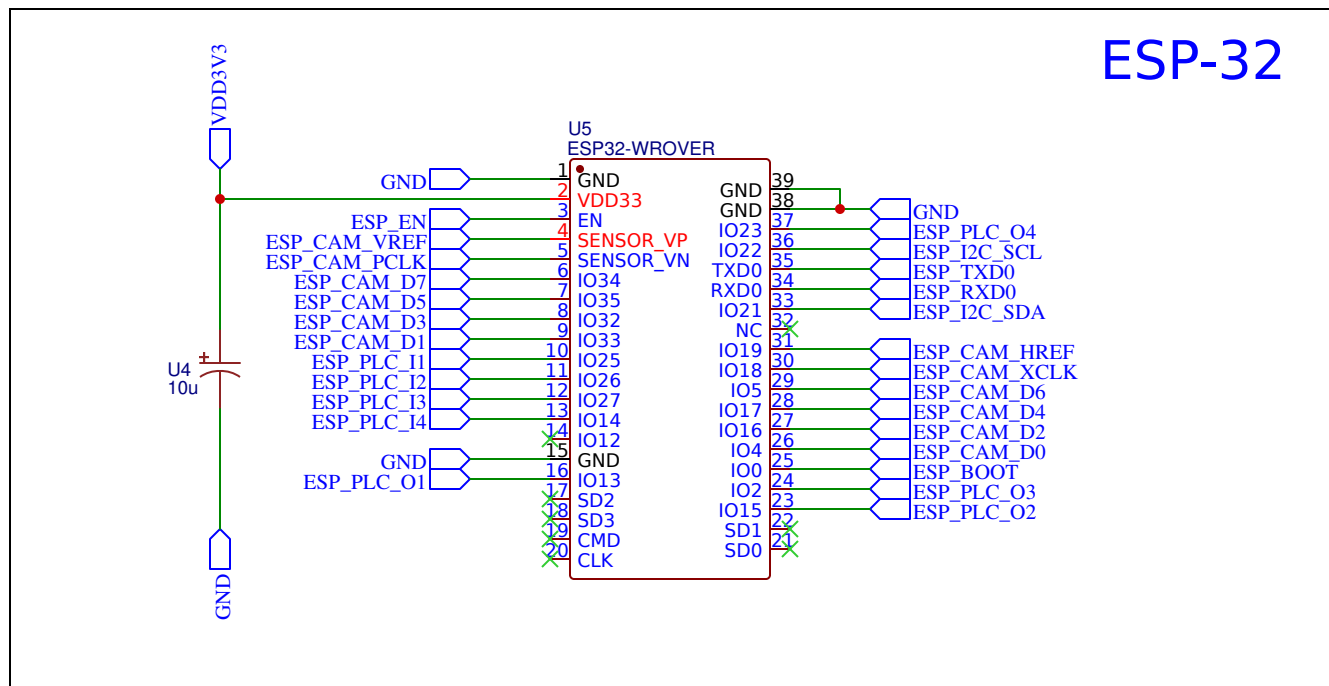 ESP-32
VDD3V3
U4
10u
GND
U5
ESP32-WROVER
GND 1 GND
2 VDD33
ESP_EN 3 EN
ESP_CAM_VREF 4 SENSOR_VP
ESP_CAM_PCLK 5 SENSOR_VN
ESP_CAM_D7 6 IO34
ESP_CAM_D5 7 IO35
ESP_CAM_D3 8 IO32
ESP_CAM_D1 9 IO33
ESP_PLC_I1 10 IO25
ESP_PLC_I2 11 IO26
ESP_PLC_I3 12 IO27
ESP_PLC_I4 13 IO14
14 IO12
GND 15 GND
ESP_PLC_O1 16 IO13
17 SD2
18 SD3
19 CMD
20 CLK
GND 39
GND 38 GND
IO23 37 ESP_PLC_O4
IO22 36 ESP_I2C_SCL
TXD0 35 ESP_TXD0
RXD0 34 ESP_RXD0
IO21 33 ESP_I2C_SDA
NC 32
IO19 31 ESP_CAM_HREF
IO18 30 ESP_CAM_XCLK
IO5 29 ESP_CAM_D6
IO17 28 ESP_CAM_D4
IO16 27 ESP_CAM_D2
IO4 26 ESP_CAM_D0
IO0 25 ESP_BOOT
IO2 24 ESP_PLC_O3
IO15 23 ESP_PLC_O2
SD1 22
SD0 21